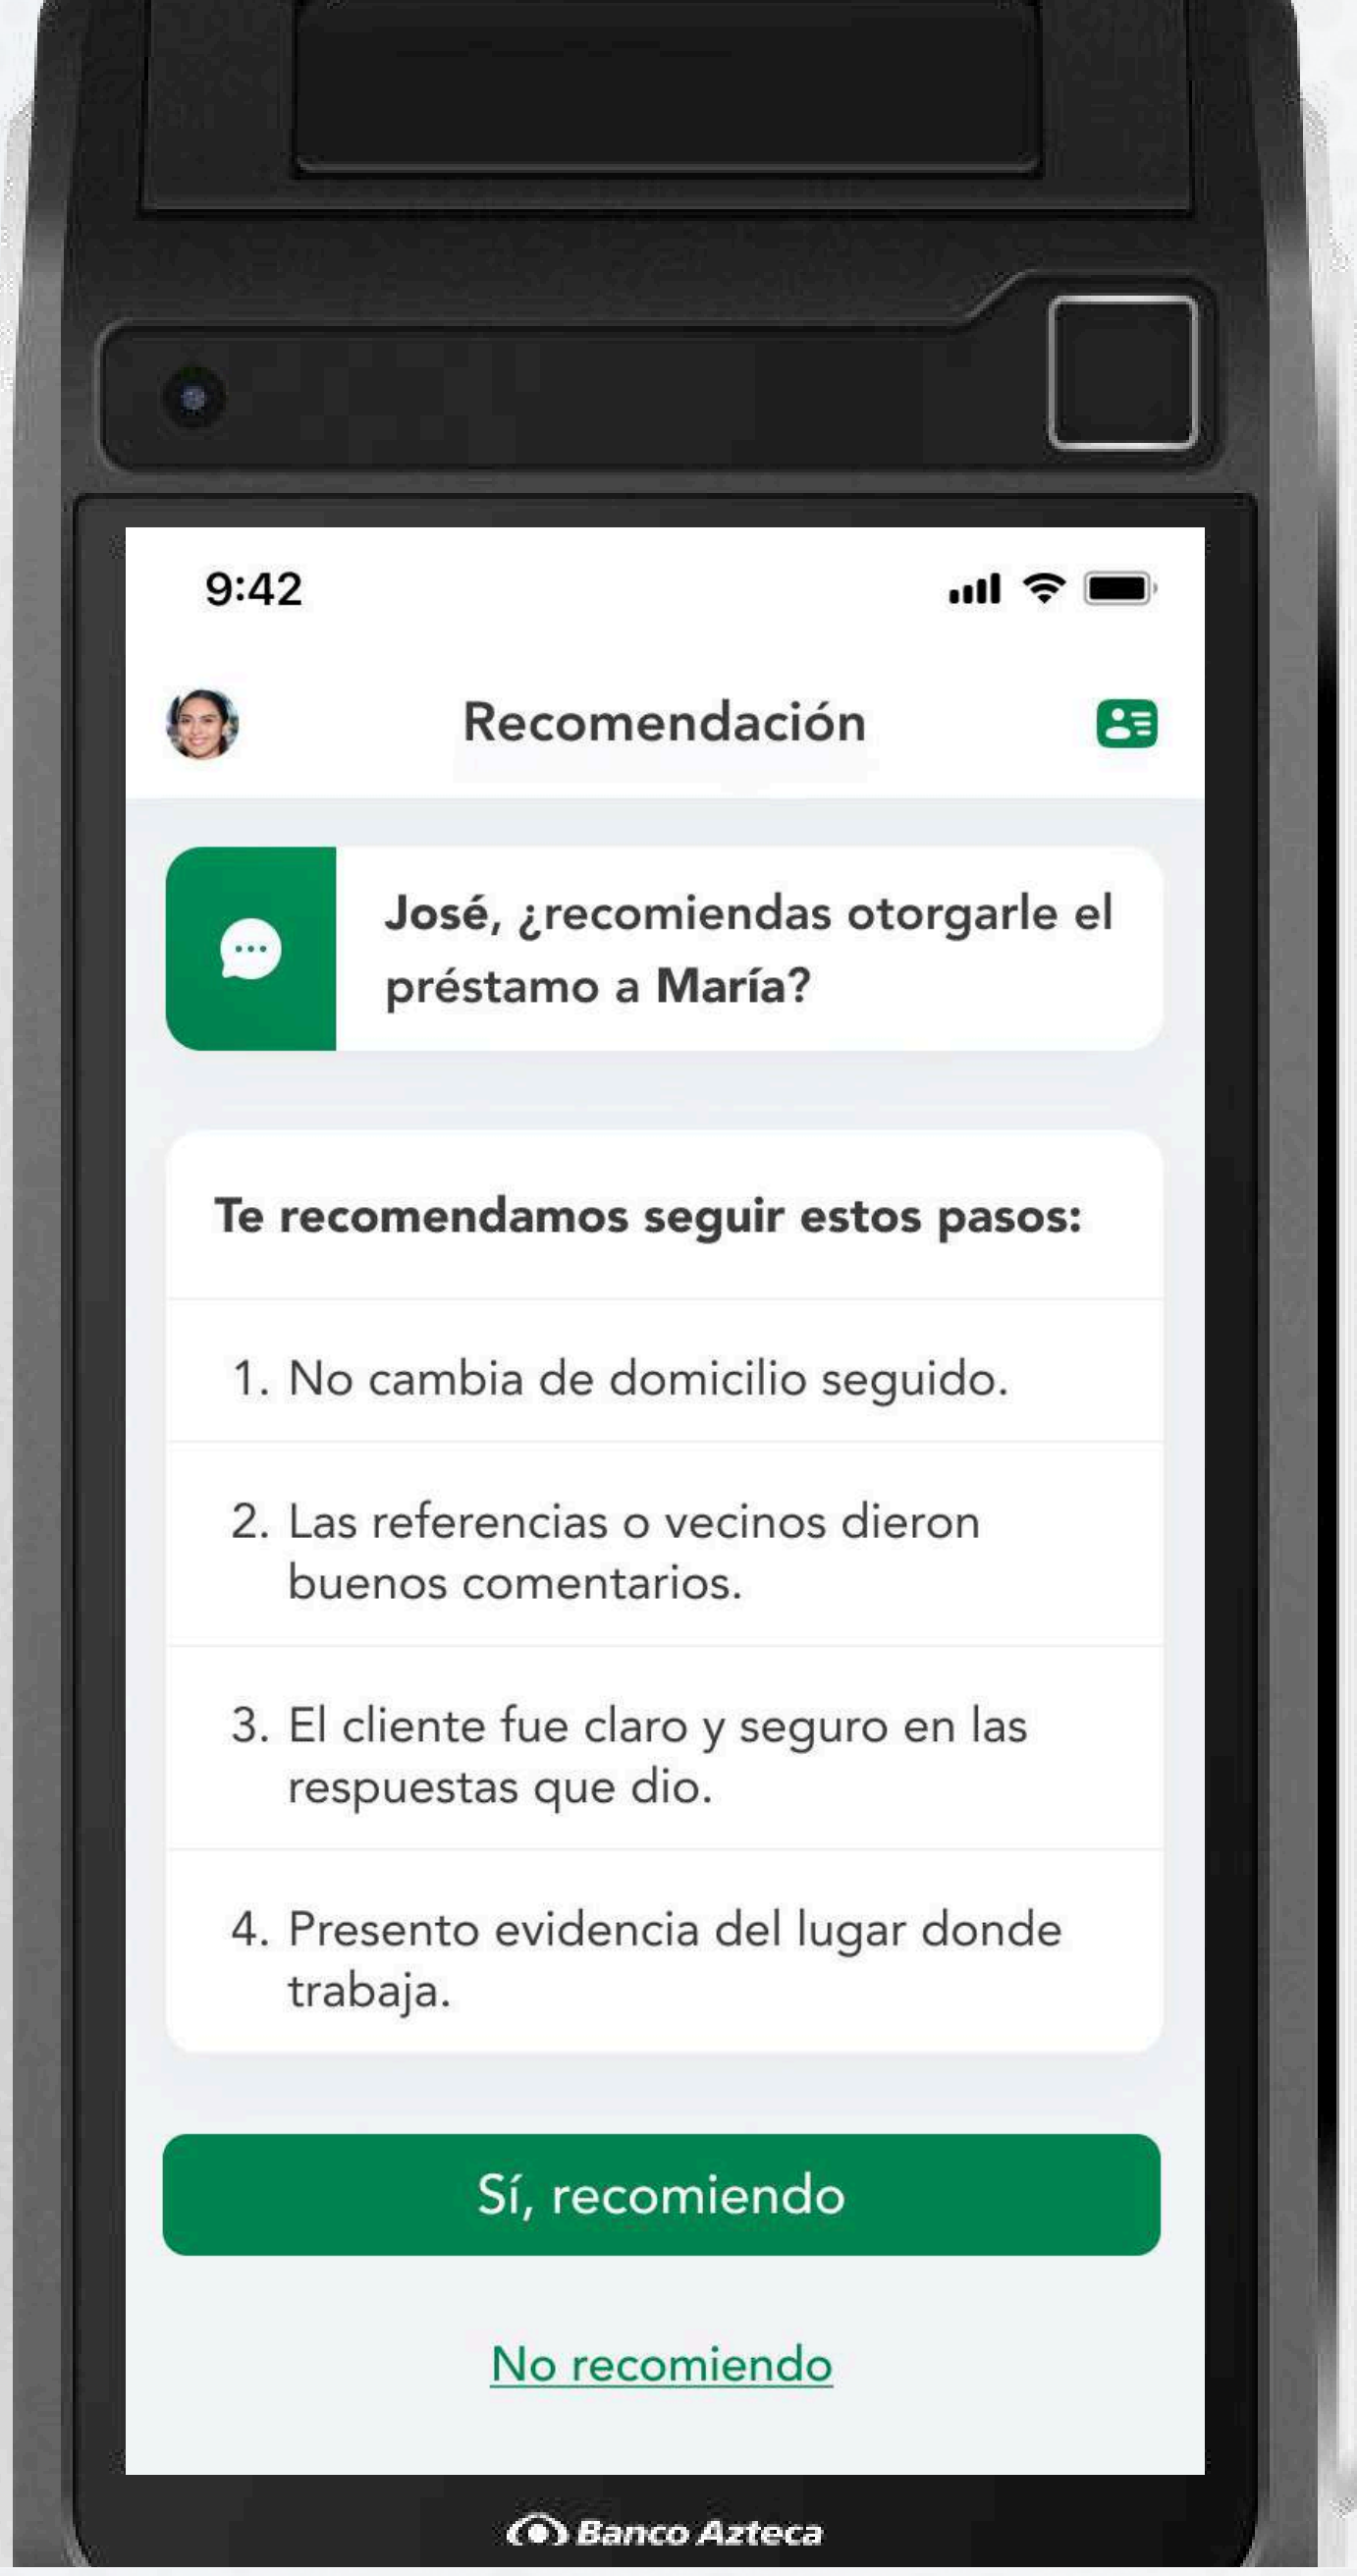 9:42
Recomendación
José, ¿recomiendas otorgarle el
préstamo a María?
Te recomendamos seguir estos pasos:
1. No cambia de domicilio seguido.
2. Las referencias o vecinos dieron
buenos comentarios.
3. El cliente fue claro y seguro en las
respuestas que dio.
4. Presento evidencia del lugar donde
trabaja.
Sí, recomiendo
No recomiendo
Banco Azteca